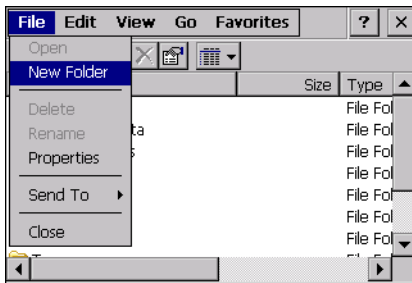 File Edit View Go Favorites ? ×
Open
New Folder
Size Type
Delete
Rename
Properties
Send To
Close
ta
s
File Fol
File Fol
File Fol
File Fol
File Fol
File Fol
File Fol